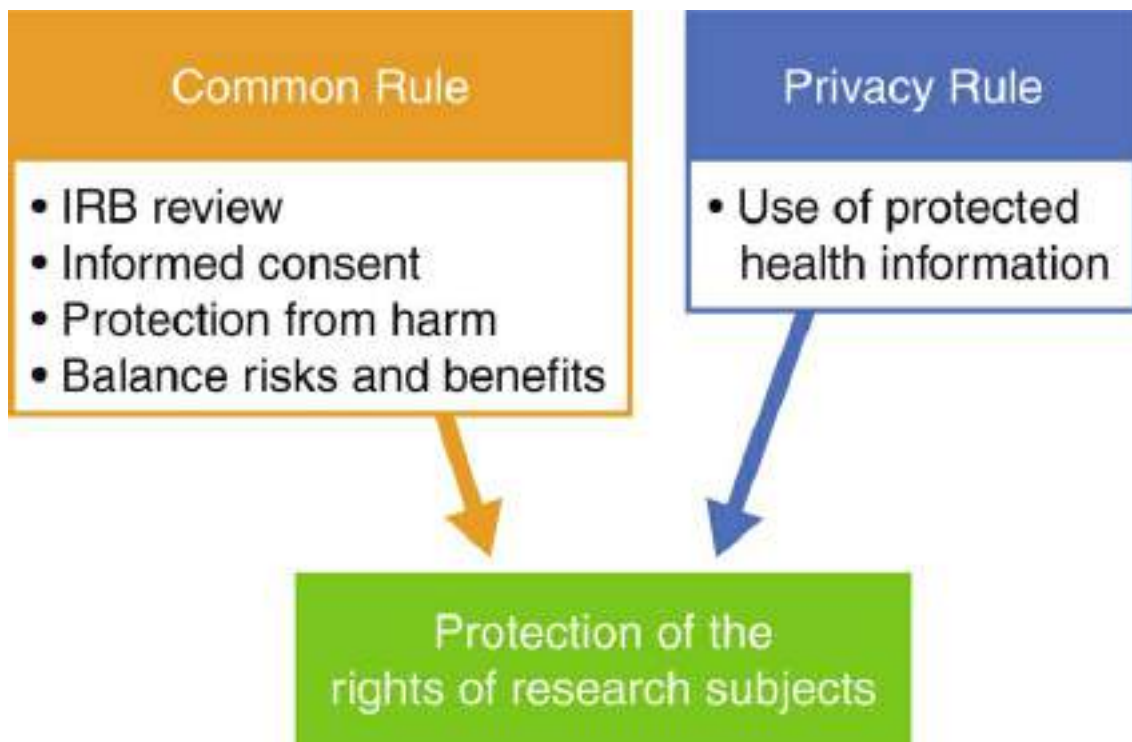 Common Rule
• IRB review
• Informed consent
• Protection from harm
• Balance risks and benefits
Privacy Rule
• Use of protected
health information
Protection of the
rights of research subjects